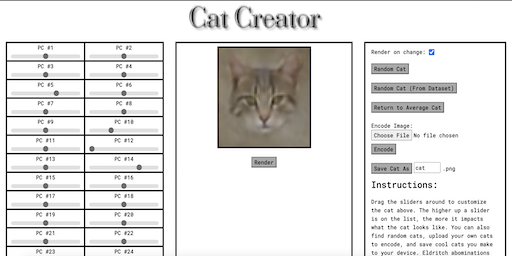 Cat Creator
PC #1 PC #2
PC #3 PC #4
PC #5 PC #6
PC #7 PC #8
PC #9 PC #10
PC #11 PC #12
PC #13 PC #14
PC #15 PC #16
PC #17 PC #18
PC #19 PC #20
PC #21 PC #22
PC #23 PC #24
Render
Render on change:
Random Cat
Random Cat (From Dataset)
Return to Average Cat
Encode Image:
Choose File No file chosen
Encode
Save Cat As cat .png
Instructions:
Drag the sliders around to customize
the cat above. The higher up a slider
is on the list, the more it impacts
what the cat looks like. You can also
find random cats, upload your own cats
to encode, and save cool cats you make
to your device. Eldritch abominations